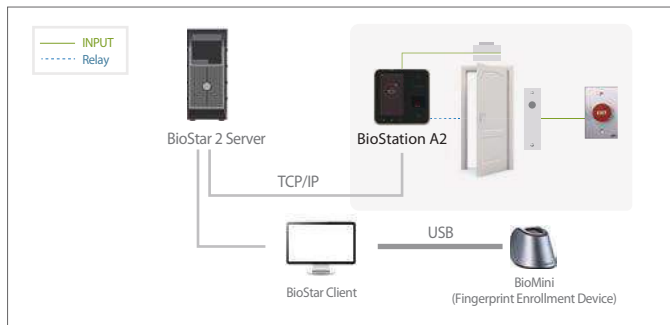 INPUT
Relay
EXIT
BioStar 2 Server
BioStation A2
TCP/IP
USB
BioStar Client
BioMini
(Fingerprint Enrollment Device)